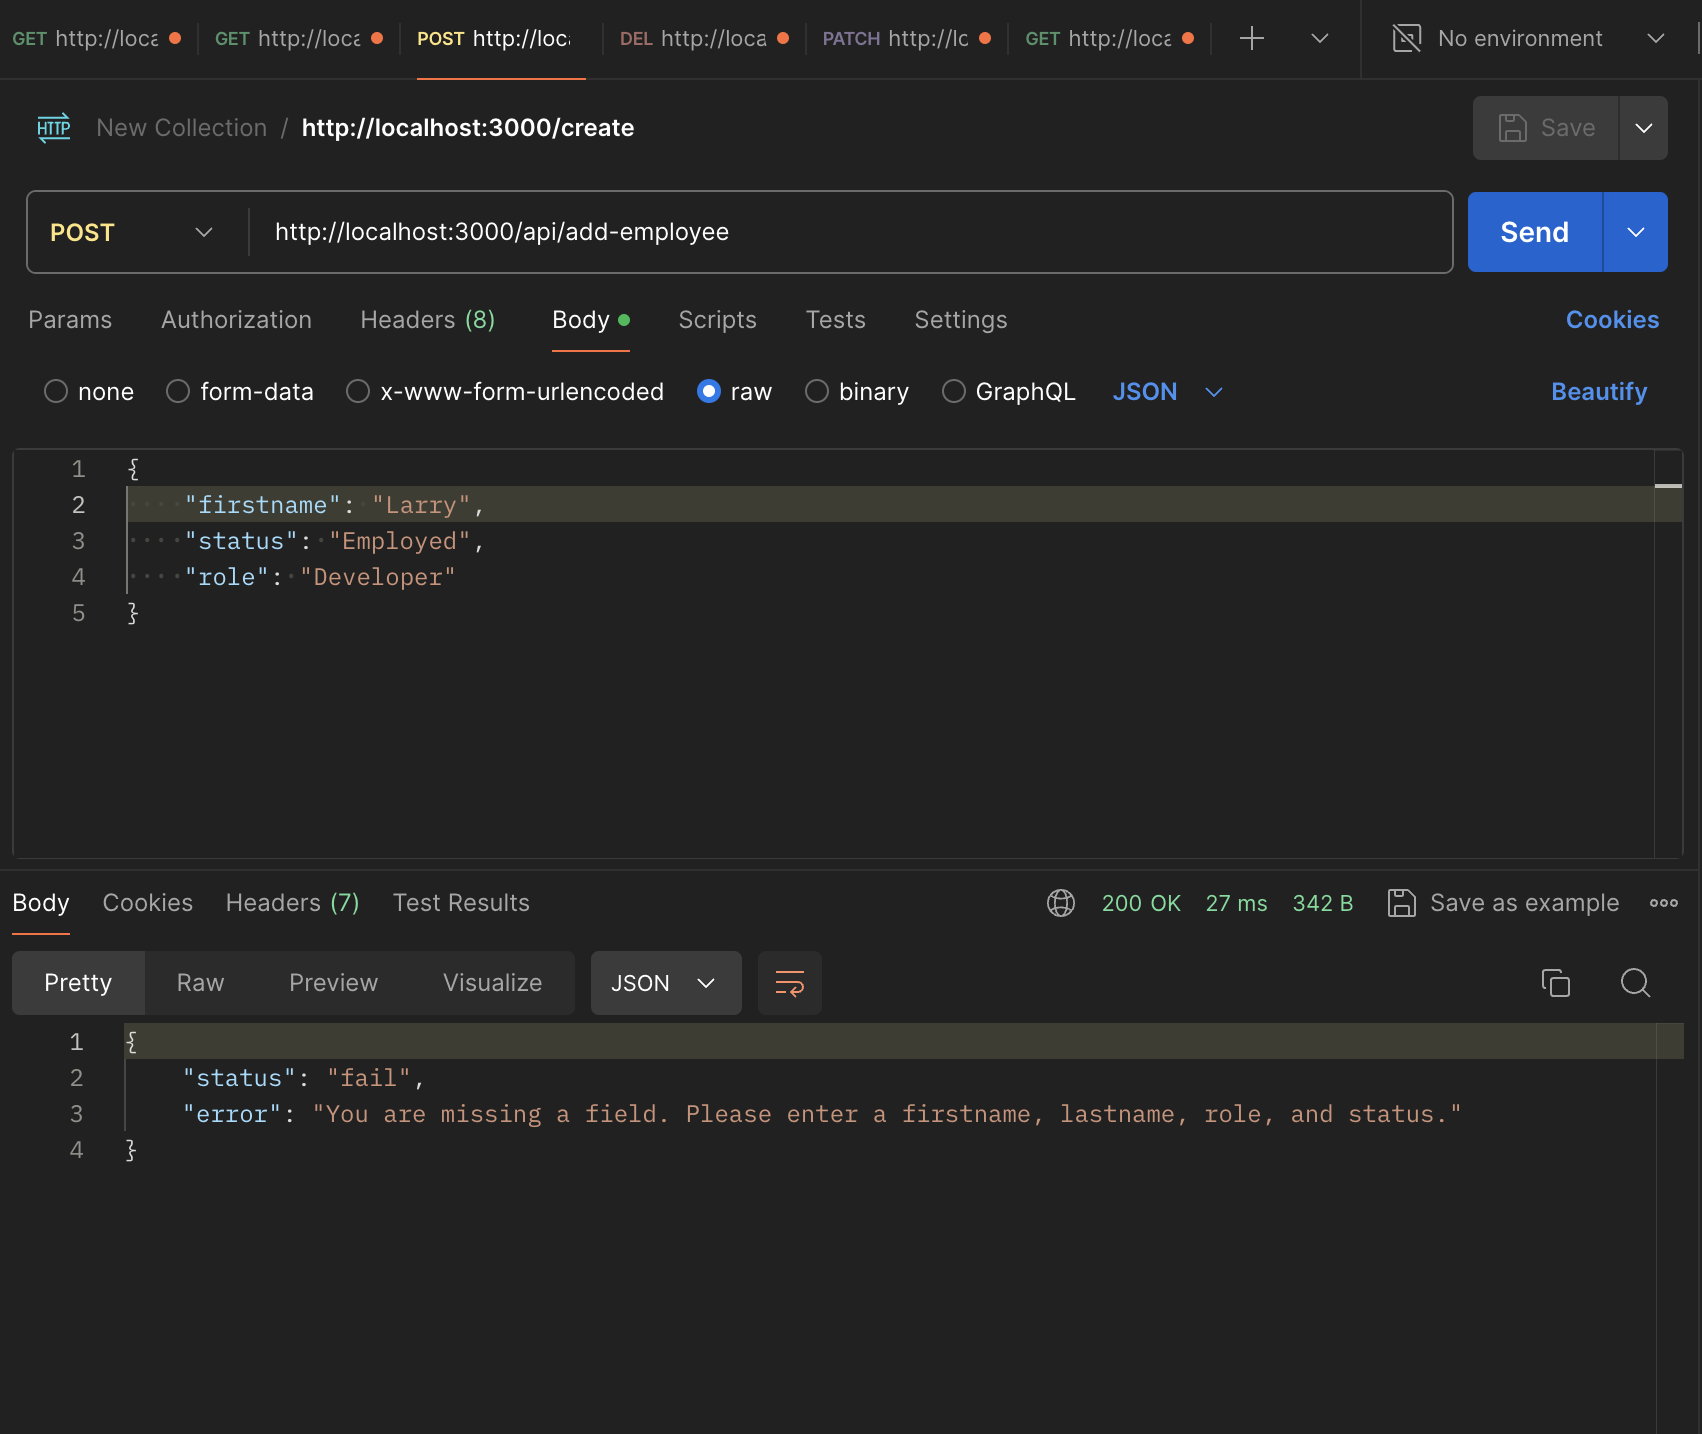 GET http://loca GET http://loca POST http://loc DEL http://loca PATCH http://lc GET http://loca No environment
HTTP New Collection / http://localhost:3000/create Save
POST http://localhost:3000/api/add-employee Send
Params Authorization Headers (8) Body Scripts Tests Settings Cookies
none form-data x-www-form-urlencoded raw binary GraphQL JSON Beautify
1 {
2 "firstname": "Larry",
3 "status": "Employed",
4 "role": "Developer"
5 }
Body Cookies Headers (7) Test Results 200 OK 27 ms 342 B Save as example
Pretty Raw Preview Visualize JSON
1 {
2 "status": "fail",
3 "error": "You are missing a field. Please enter a firstname, lastname, role, and status."
4 }